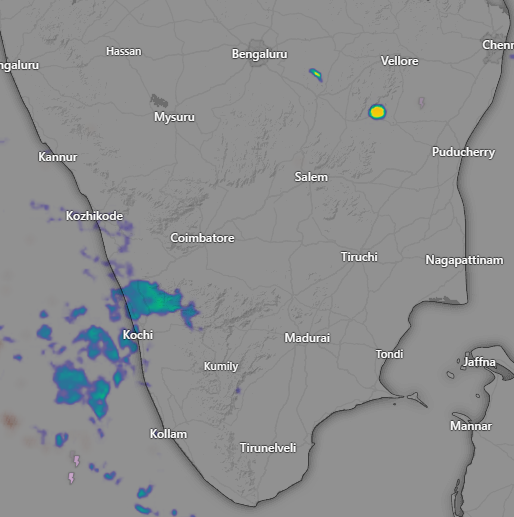 Hassan
Bengaluru
Chenn
ngaluru
Vellore
Mysuru
Kannur
Puducherry
Salem
Kozhikode
Coimbatore
Tiruchi
Nagapattinam
Kochi
Madurai
Tondi
Kumily
Jaffna
Kollam
Mannar
Tirunelveli